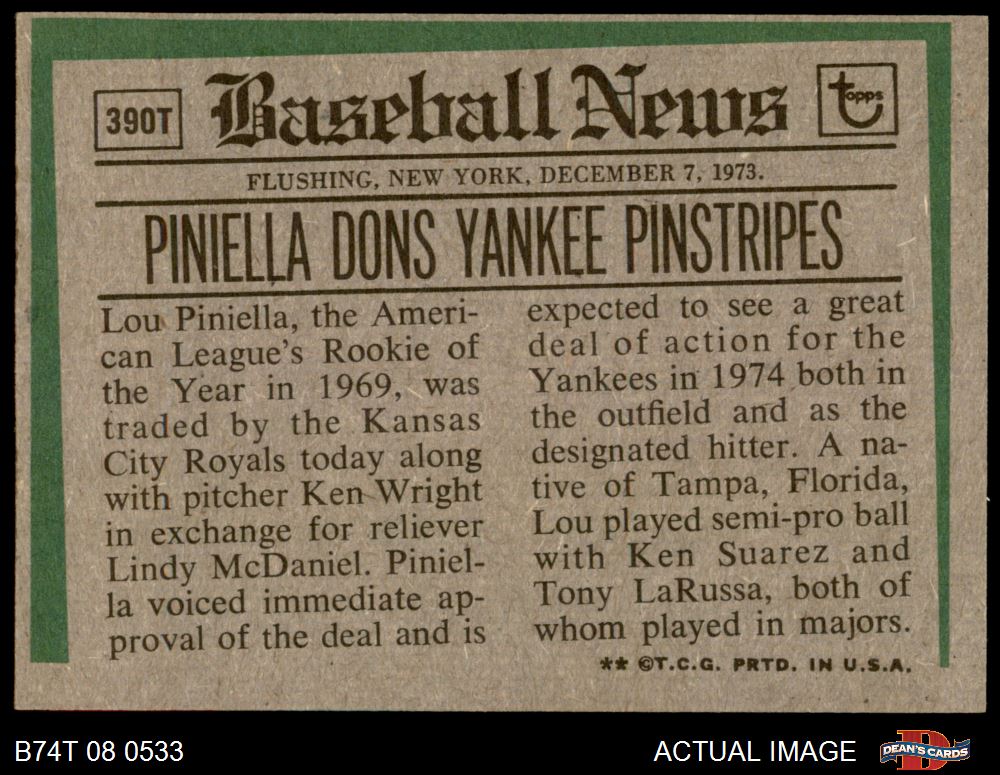 390T
Baseball News
topps
FLUSHING, NEW YORK, DECEMBER 7, 1973.
PINIELLA DONS YANKEE PINSTRIPES
Lou Piniella, the Ameri-
can League's Rookie of
the Year in 1969, was
traded by the Kansas
City Royals today along
with pitcher Ken Wright
in exchange for reliever
Lindy McDaniel. Piniel-
la voiced immediate ap-
proval of the deal and is
expected to see a great
deal of action for the
Yankees in 1974 both in
the outfield and as the
designated hitter. A na-
tive of Tampa, Florida,
Lou played semi-pro ball
with Ken Suarez and
Tony LaRussa, both of
whom played in majors.
** ©T.C.G. PRTD. IN U.S.A.
B74T 08 0533
ACTUAL IMAGE
D
DEAN'S CARDS